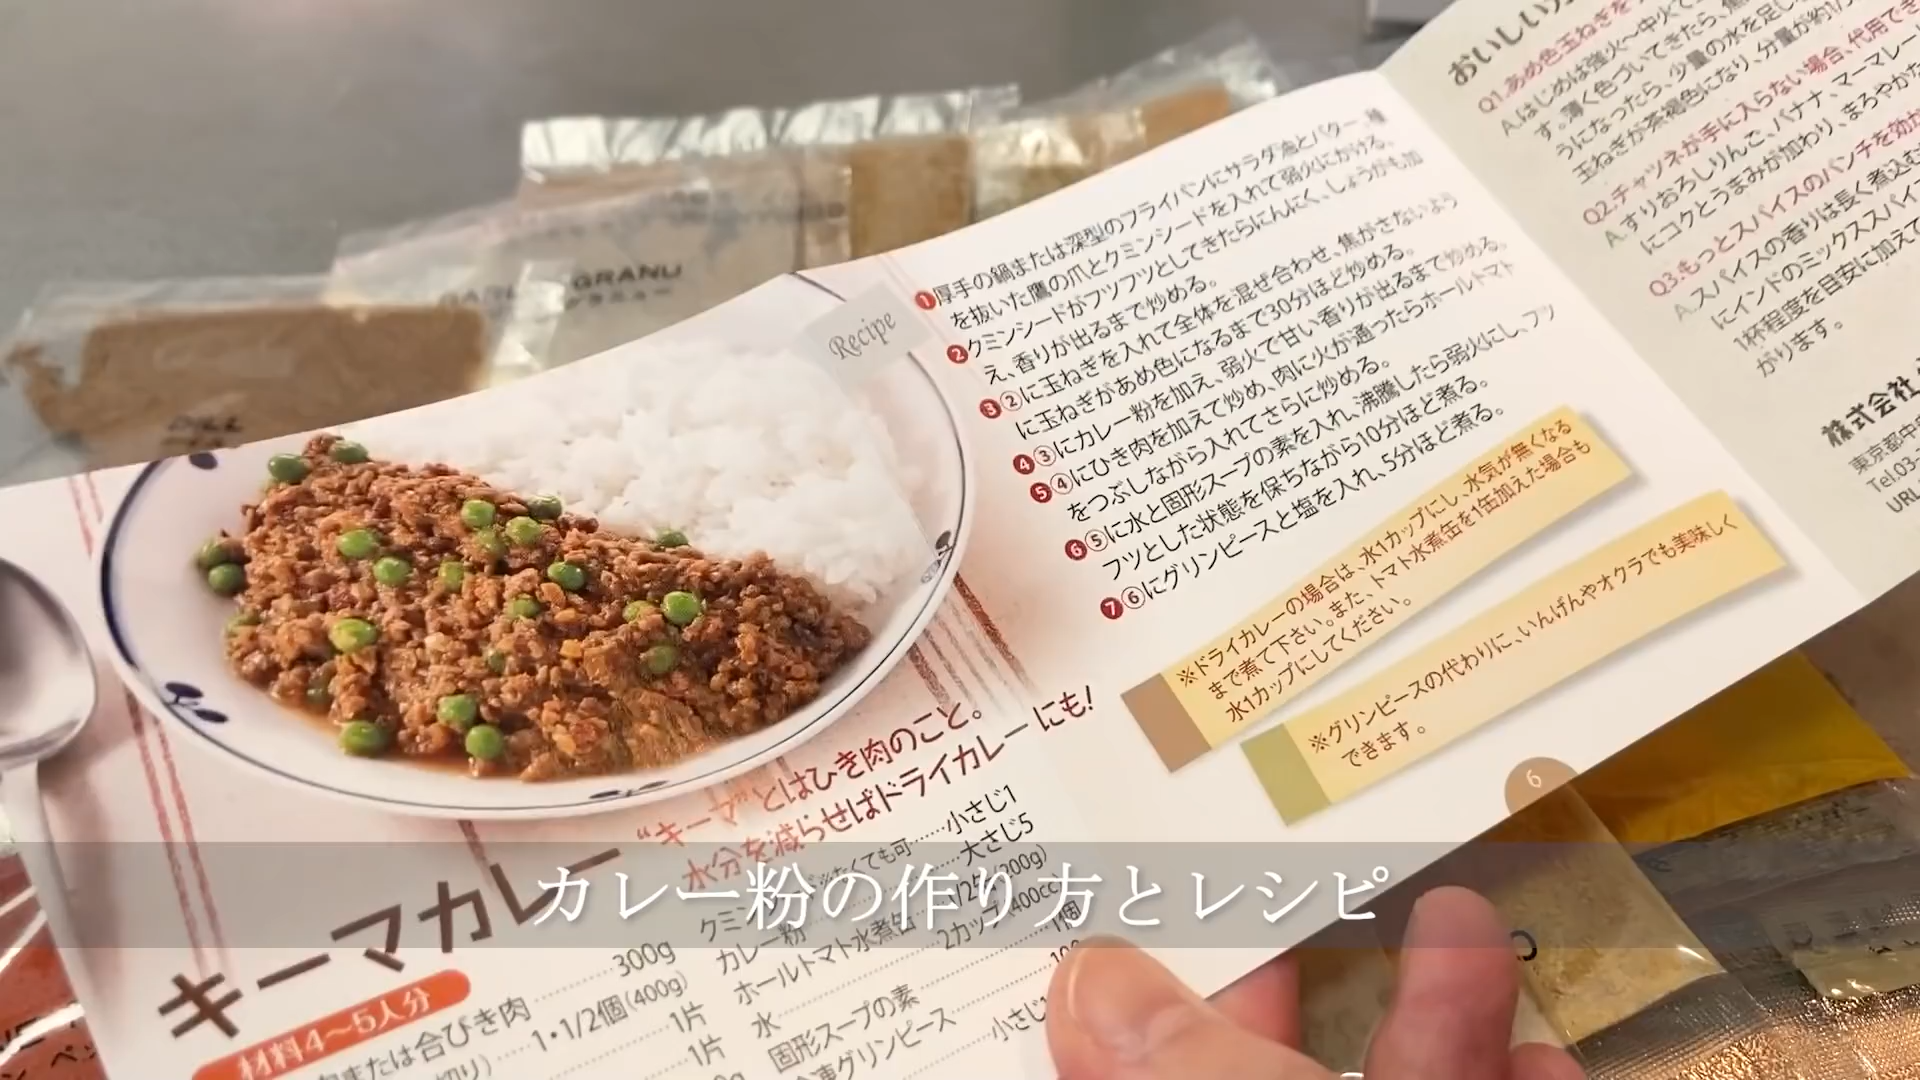 GRANU
グラニュー
DILL
Recipe
❶厚手の鍋または深型のフライパンにサラダ油とバター、種
を抜いた鷹の爪とクミンシードを入れて弱火にかける。
❷クミンシードがフツフツとしてきたらにんにく、しょうがも加
え、香りが出るまで炒める。
❸②に玉ねぎを入れて全体を混ぜ合わせ、焦がさないよう
に玉ねぎがあめ色になるまで30分ほど炒める。
❹③にカレー粉を加え、弱火で甘い香りが出るまで炒める。
❺④にひき肉を加えて炒め、肉に火が通ったらホールトマト
をつぶしながら入れてさらに炒める。
❻⑤に水と固形スープの素を入れ、沸騰したら弱火にし、フツ
フツとした状態を保ちながら10分ほど煮る。
❼⑥にグリンピースと塩を入れ、5分ほど煮る。
※ドライカレーの場合は、水1カップにし、水気が無くなる
まで煮て下さい。また、トマト水煮缶を1缶加えた場合も
水1カップにしてください。
※グリンピースの代わりに、いんげんやオクラでも美味しく
できます。
6
おいしい
Q1.あめ色玉ねぎを
A.はじめは強火〜中火で
す。薄く色づいてきたら、焦
うになったら、少量の水を足し
玉ねぎが茶褐色になり、分量が約1/
Q2.チャツネが手に入らない場合、代用でき
A.すりおろしりんご、バナナ、マーマレー
にコクとうまみが加わり、まろやか
Q3.もっとスパイスのパンチを効か
A.スパイスの香りは長く煮込む
にインドのミックススパイ
1杯程度を目安に加えて
がります。
株式会社
東京都中
Tel.03-
URL
"キーマ"とはひき肉のこと。
水分を減らせばドライカレーにも!
キーマカレー
材料4〜5人分
または合びき肉……300g
切り)……1・1/2個(400g)
1片
1片
クミン ※なくても可……小さじ1
カレー粉……大さじ5
ホールトマト水煮缶……1/2缶(200g)
水……2カップ(400cc)
固形スープの素……1個
冷凍グリンピース……10
小さじ1
カレー粉の作り方とレシピ